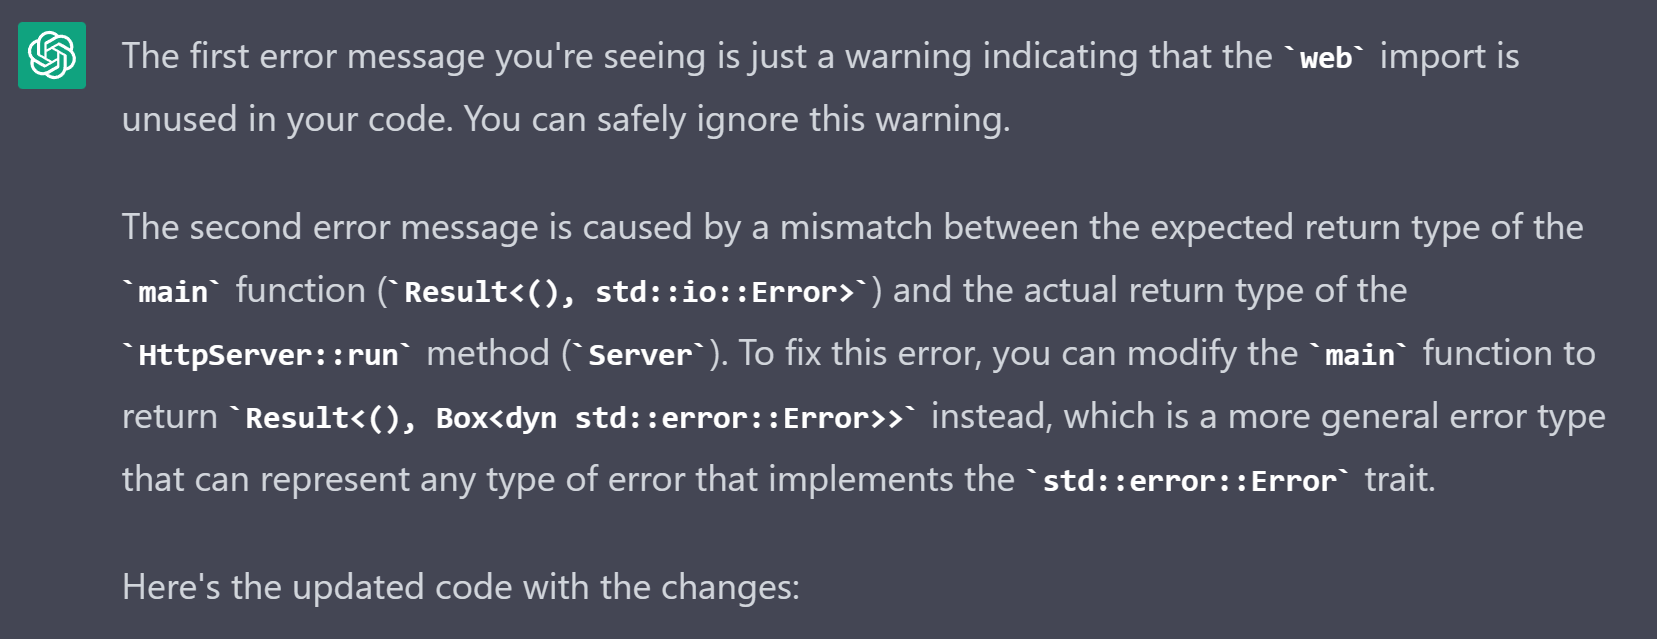 The first error message you're seeing is just a warning indicating that the `web` import is
unused in your code. You can safely ignore this warning.
The second error message is caused by a mismatch between the expected return type of the
`main` function (`Result<(), std::io::Error>`) and the actual return type of the
`HttpServer::run` method (`Server`). To fix this error, you can modify the `main` function to
return `Result<(), Box<dyn std::error::Error>>` instead, which is a more general error type
that can represent any type of error that implements the `std::error::Error` trait.
Here's the updated code with the changes: